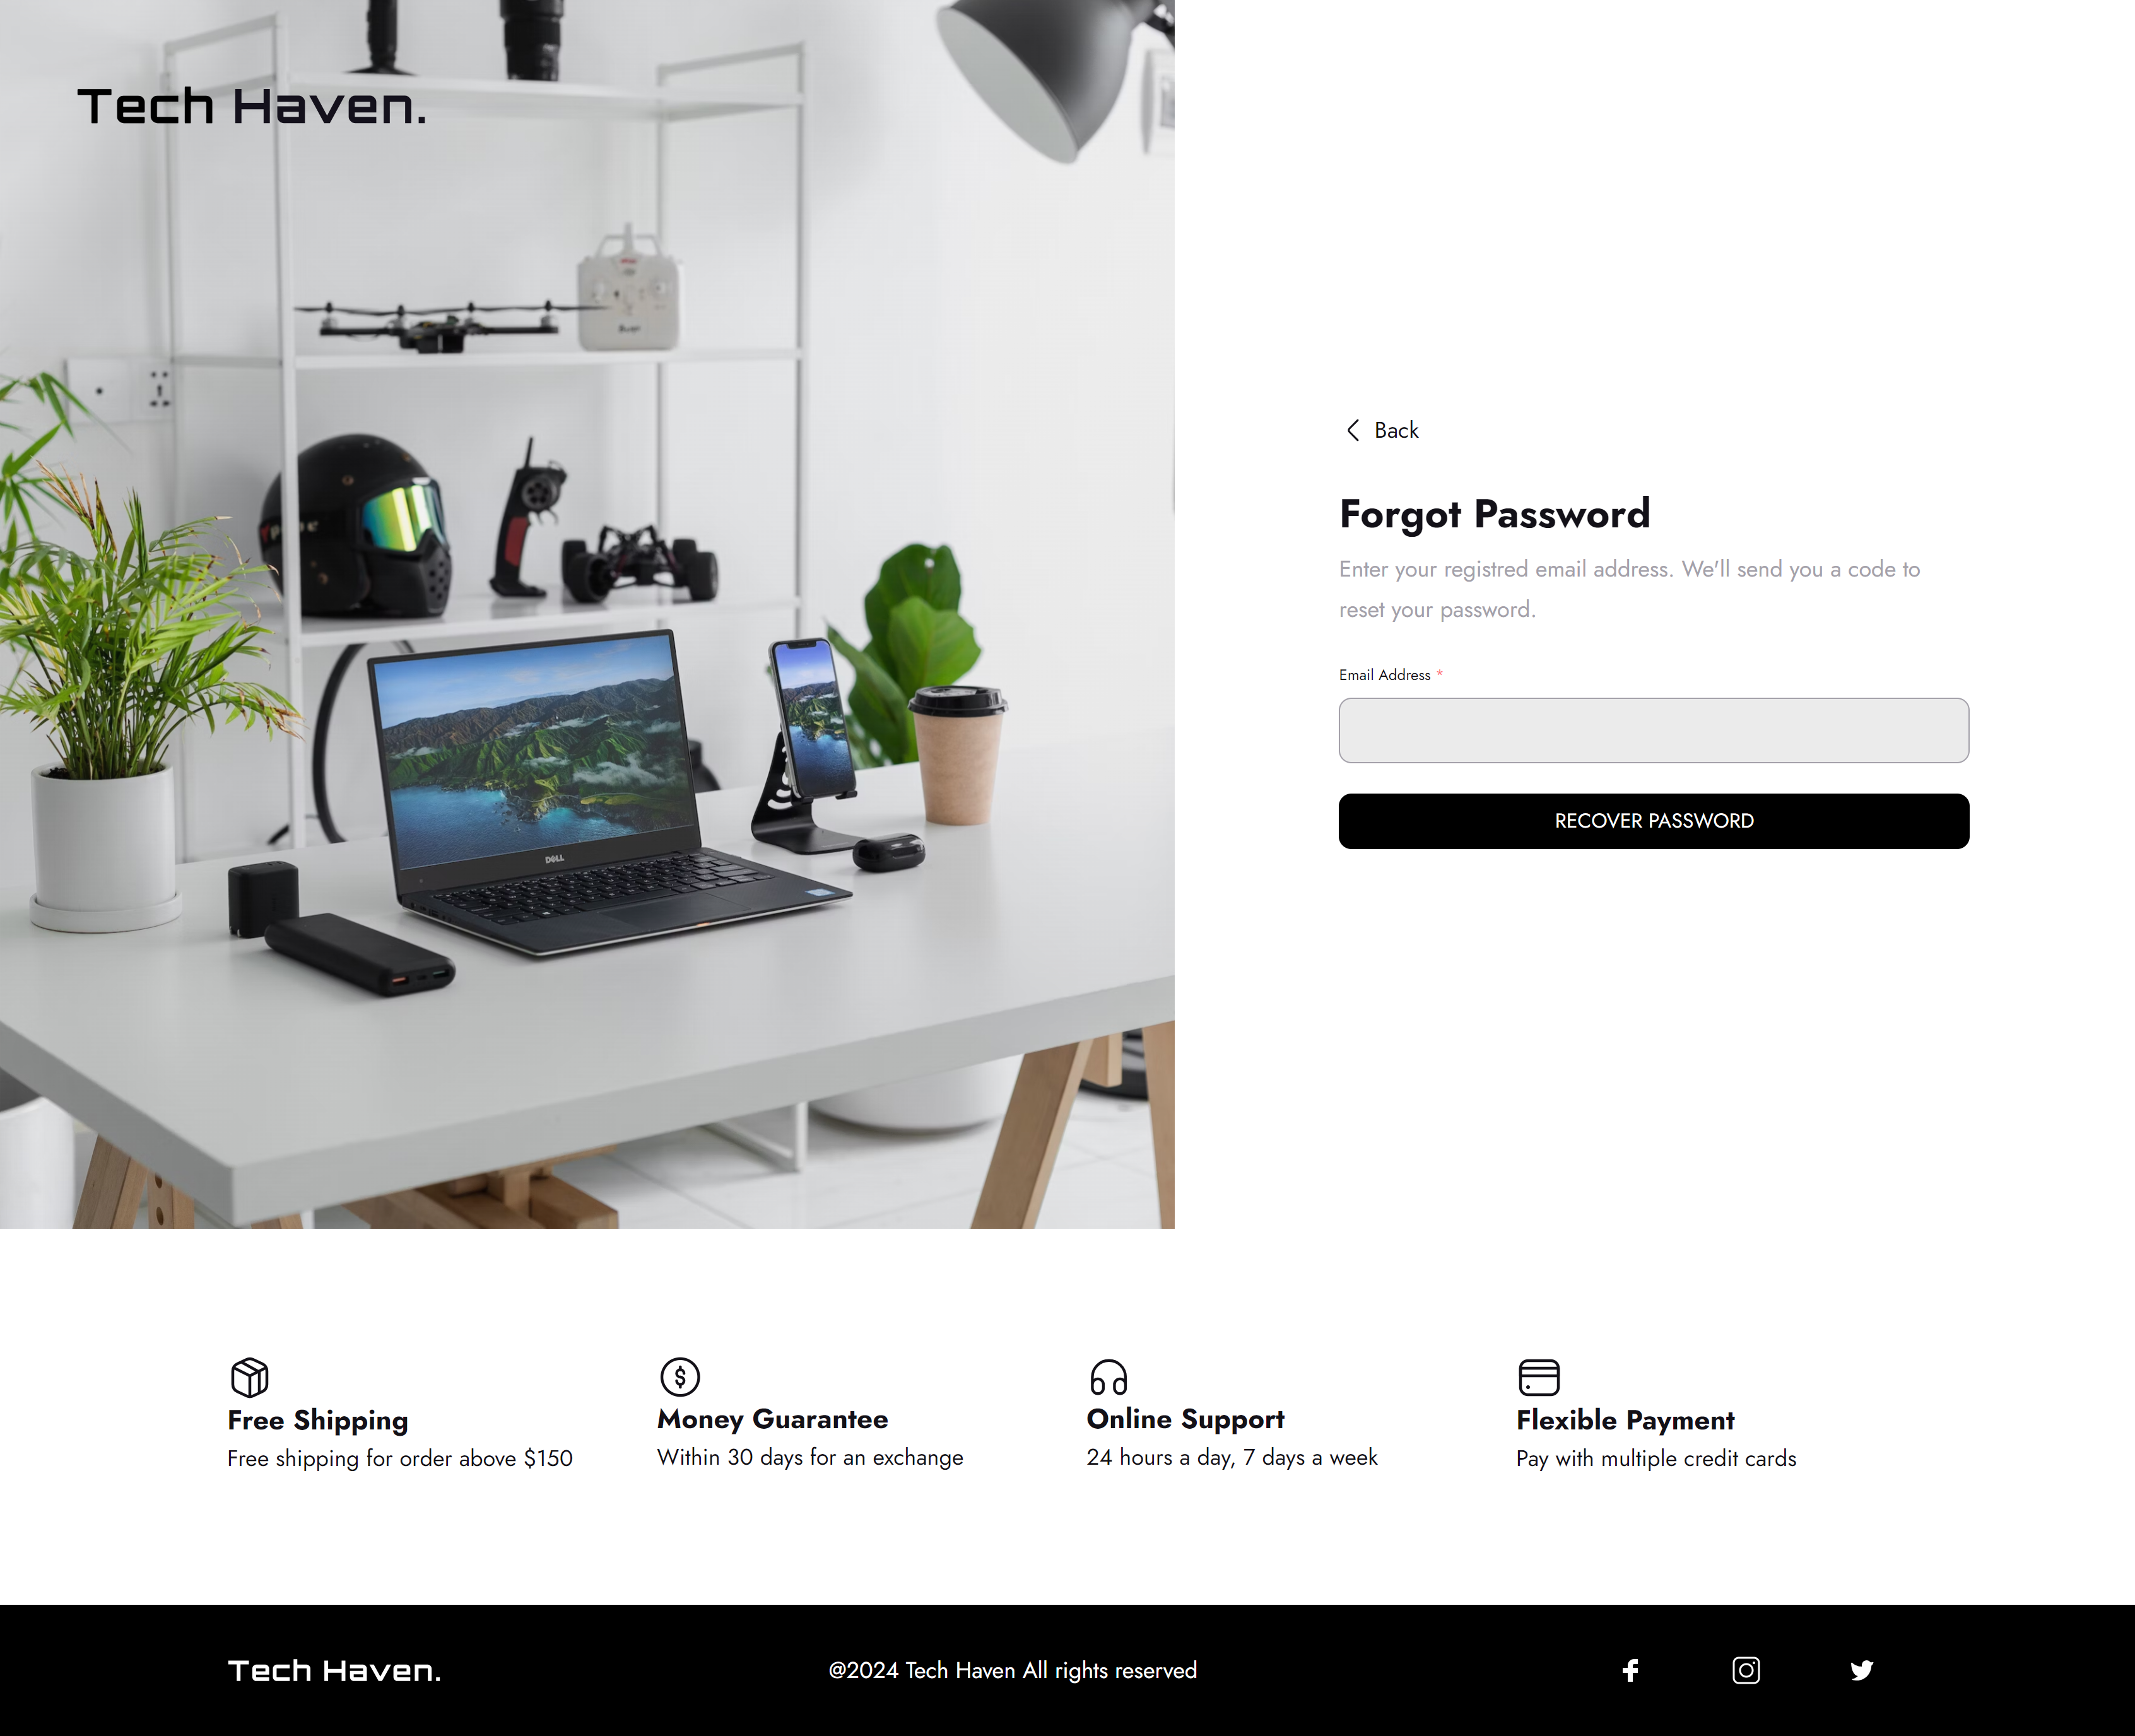 Tech Haven.
DELL
Back
Forgot Password
Enter your registred email address. We'll send you a code to
reset your password.
Email Address *
RECOVER PASSWORD
Free Shipping
Free shipping for order above $150
Money Guarantee
Within 30 days for an exchange
Online Support
24 hours a day, 7 days a week
Flexible Payment
Pay with multiple credit cards
Tech Haven.
@2024 Tech Haven All rights reserved